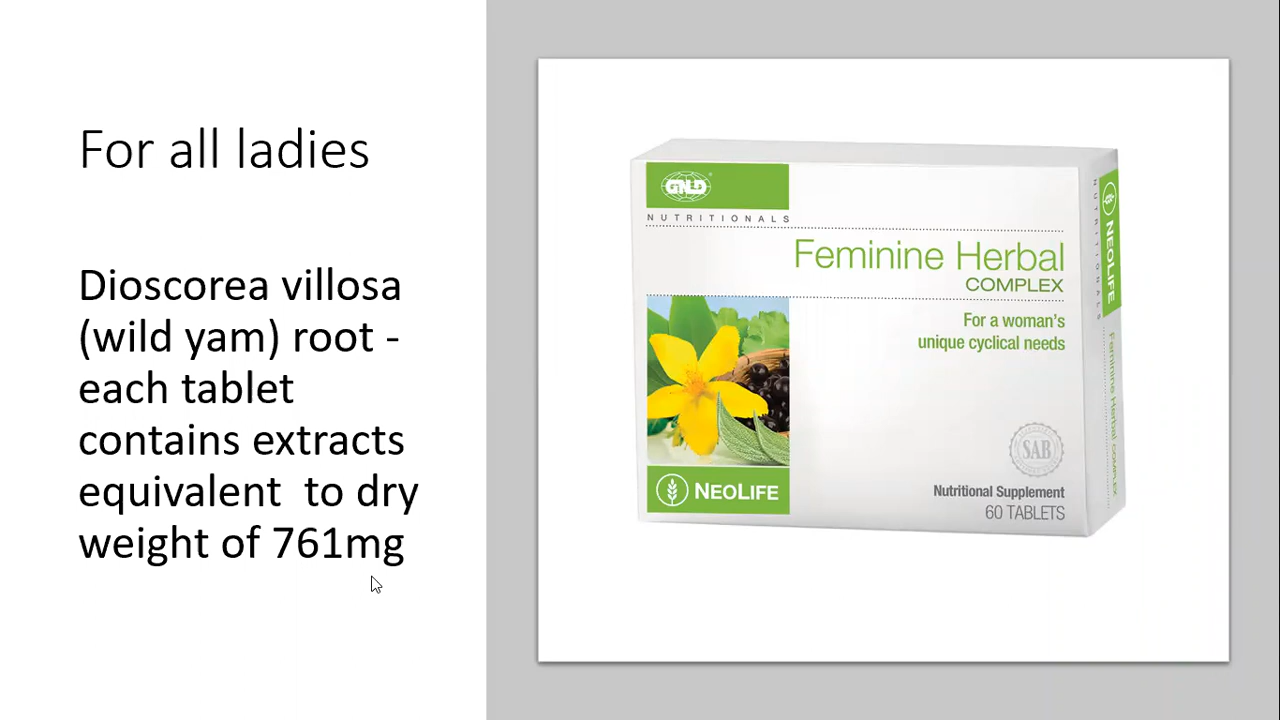 For all ladies
Dioscorea villosa
(wild yam) root -
each tablet
contains extracts
equivalent  to dry
weight of 761mg
GNLD
NUTRITIONALS
Feminine Herbal
COMPLEX
For a woman's
unique cyclical needs
SAB
Nutritional Supplement
60 TABLETS
NEOLIFE
NEOLIFE
NUTRITIONALS
Feminine Herbal COMPLEX